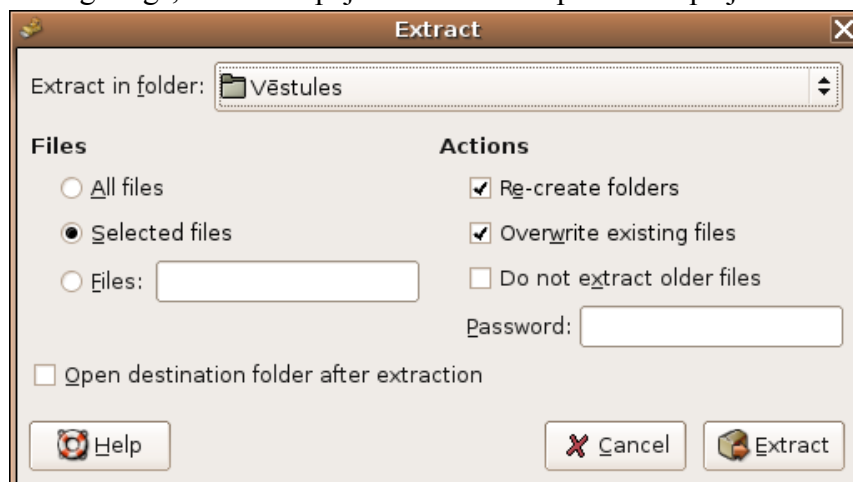 Extract
Extract in folder: Vēstules
Files
Actions
All files
Re-create folders
Selected files
Overwrite existing files
Files:
Do not extract older files
Password:
Open destination folder after extraction
Help
Cancel
Extract